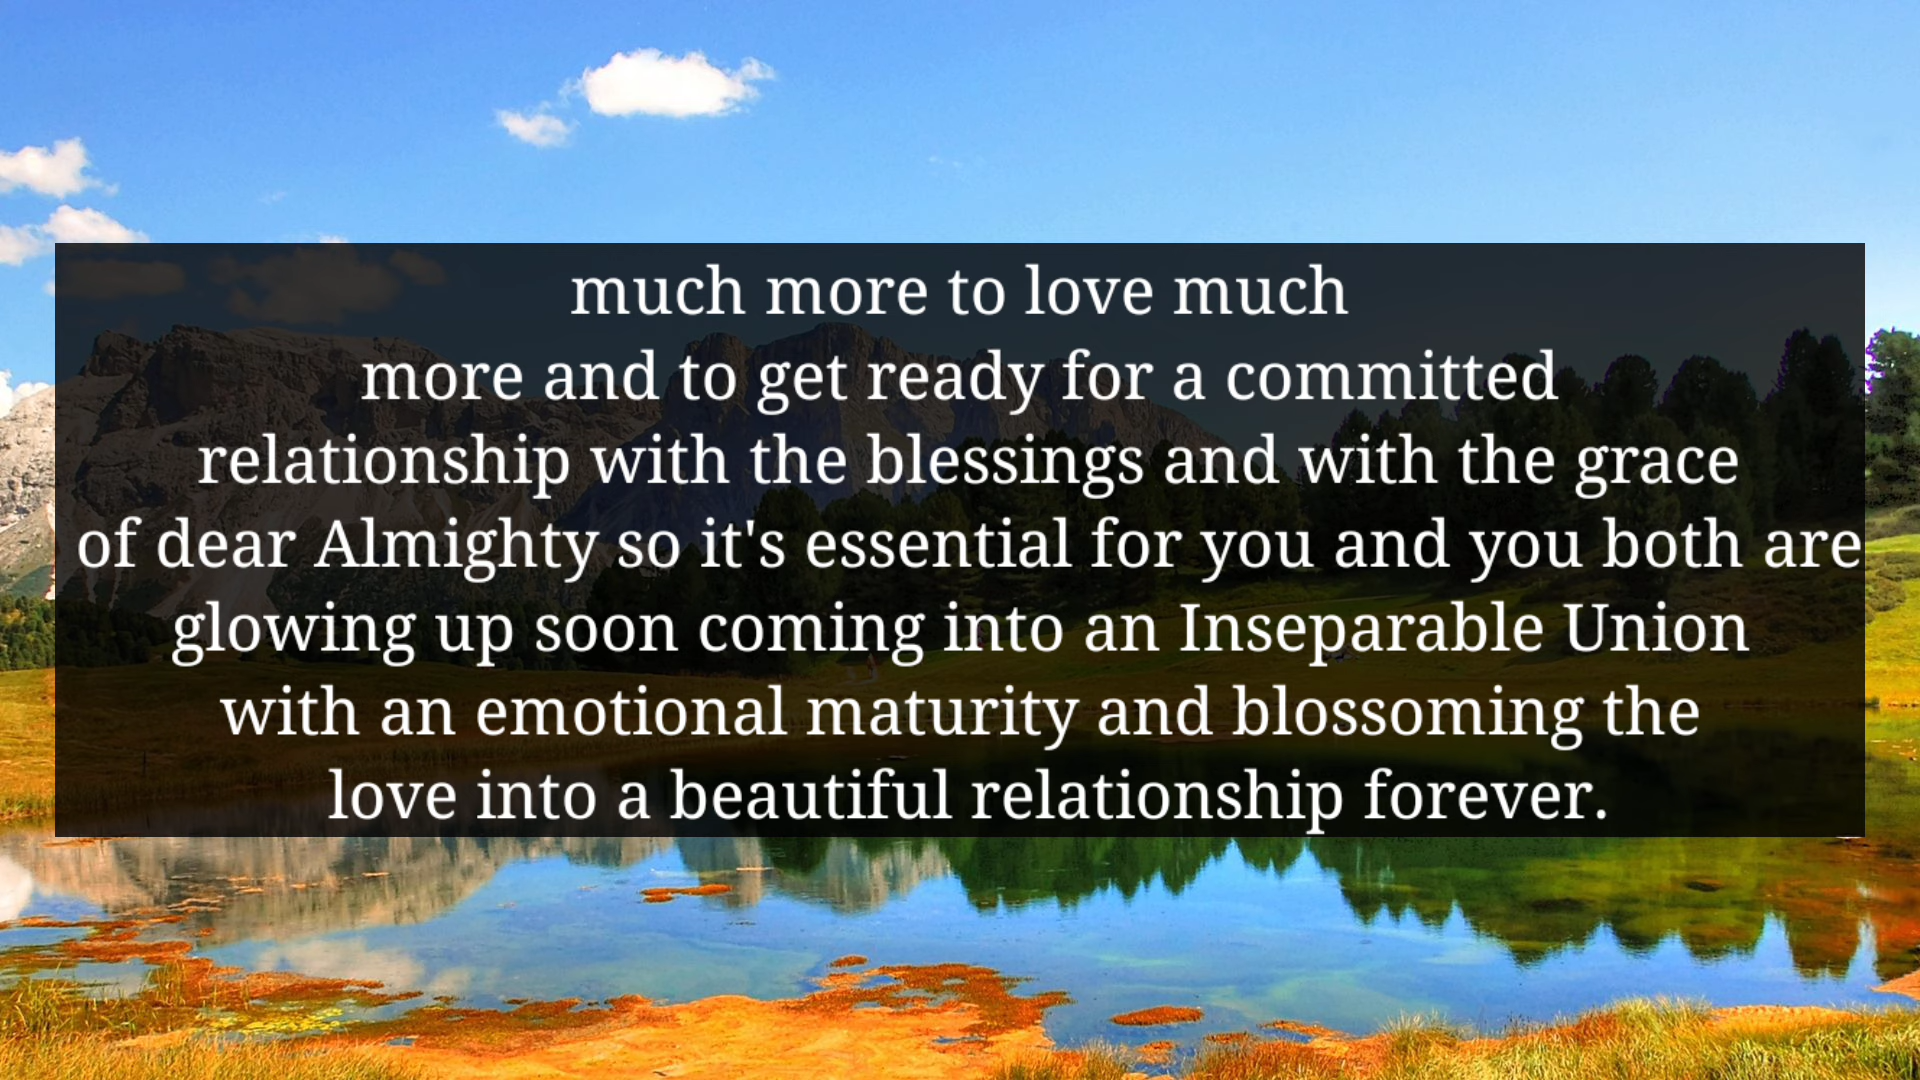 much more to love much
more and to get ready for a committed
relationship with the blessings and with the grace
of dear Almighty so it's essential for you and you both are
glowing up soon coming into an Inseparable Union
with an emotional maturity and blossoming the
love into a beautiful relationship forever.